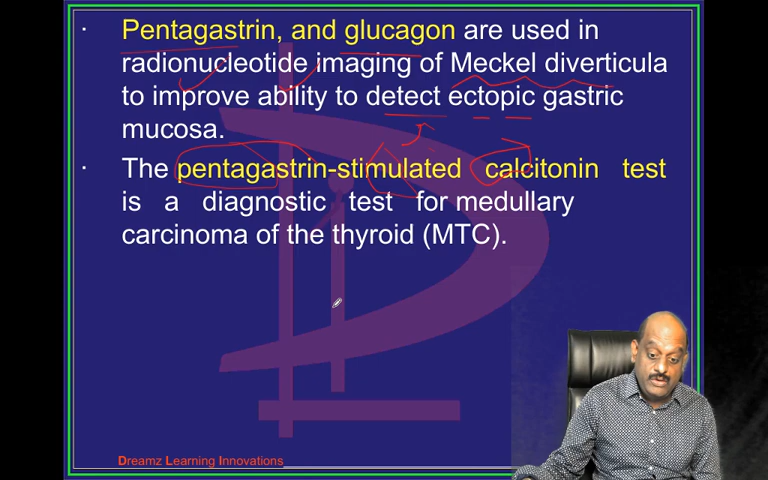 · Pentagastrin, and glucagon are used in
radionucleotide imaging of Meckel diverticula
to improve ability to detect ectopic gastric
mucosa.
· The pentagastrin-stimulated calcitonin test
is a diagnostic test for medullary
carcinoma of the thyroid (MTC).
Dreamz Learning Innovations